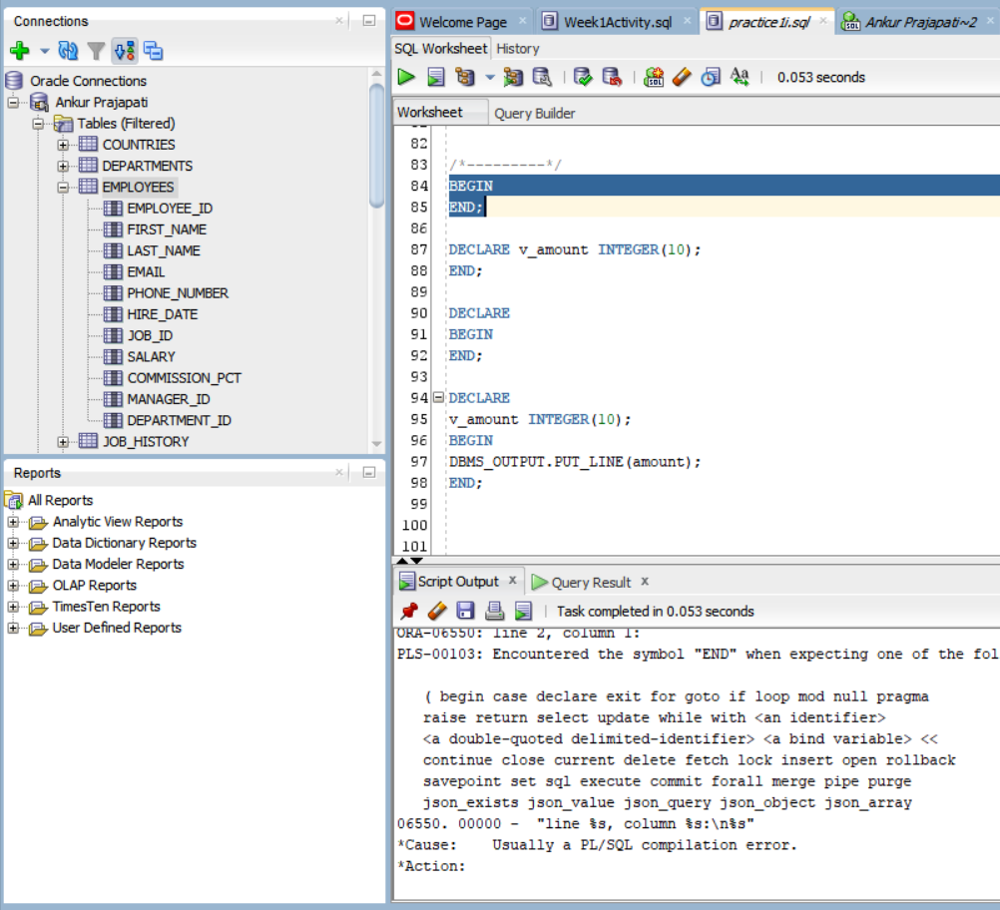 Connections
Oracle Connections
Ankur Prajapati
Tables (Filtered)
COUNTRIES
DEPARTMENTS
EMPLOYEES
EMPLOYEE_ID
FIRST_NAME
LAST_NAME
EMAIL
PHONE_NUMBER
HIRE_DATE
JOB_ID
SALARY
COMMISSION_PCT
MANAGER_ID
DEPARTMENT_ID
JOB_HISTORY
Reports
All Reports
Analytic View Reports
Data Dictionary Reports
Data Modeler Reports
OLAP Reports
TimesTen Reports
User Defined Reports
Welcome Page Week1Activity.sql practice1i.sql Ankur Prajapati~2
SQL Worksheet History
0.053 seconds
Worksheet Query Builder
82
83 /*---------*/
84 BEGIN
85 END;
86
87 DECLARE v_amount INTEGER(10);
88 END;
89
90 DECLARE
91 BEGIN
92 END;
93
94 DECLARE
95 v_amount INTEGER(10);
96 BEGIN
97 DBMS_OUTPUT.PUT_LINE(amount);
98 END;
99
100
101
Script Output x Query Result x
Task completed in 0.053 seconds
ORA-06550: line 2, column 1:
PLS-00103: Encountered the symbol "END" when expecting one of the fol
( begin case declare exit for goto if loop mod null pragma
raise return select update while with <an identifier>
<a double-quoted delimited-identifier> <a bind variable> <<
continue close current delete fetch lock insert open rollback
savepoint set sql execute commit forall merge pipe purge
json_exists json_value json_query json_object json_array
06550. 00000 - "line %s, column %s:\n%s"
*Cause: Usually a PL/SQL compilation error.
*Action: